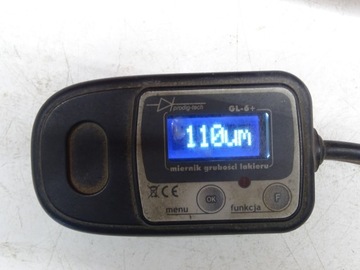 prodig-tech
GL-6+
110um
miernik grubości lakieru
CE
OK
F
menu
funkcja